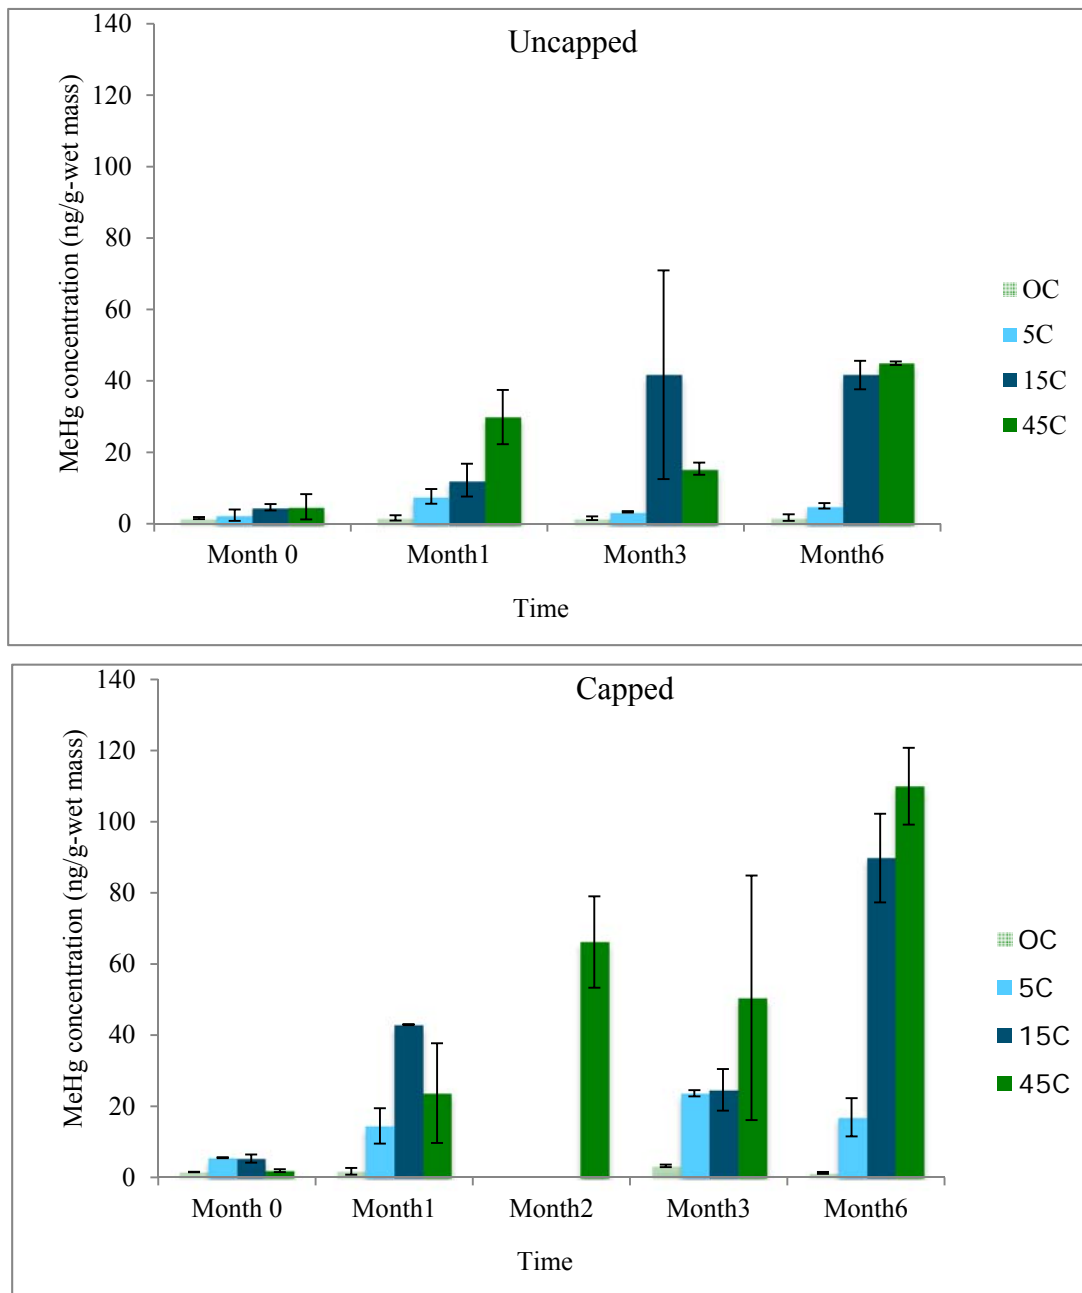 Uncapped
MeHg concentration (ng/g-wet mass)
140
120
100
80
60
40
20
0
Month 0 Month1 Month3 Month6
Time
OC
5C
15C
45C
Capped
MeHg concentration (ng/g-wet mass)
140
120
100
80
60
40
20
0
Month 0 Month1 Month2 Month3 Month6
Time
OC
5C
15C
45C